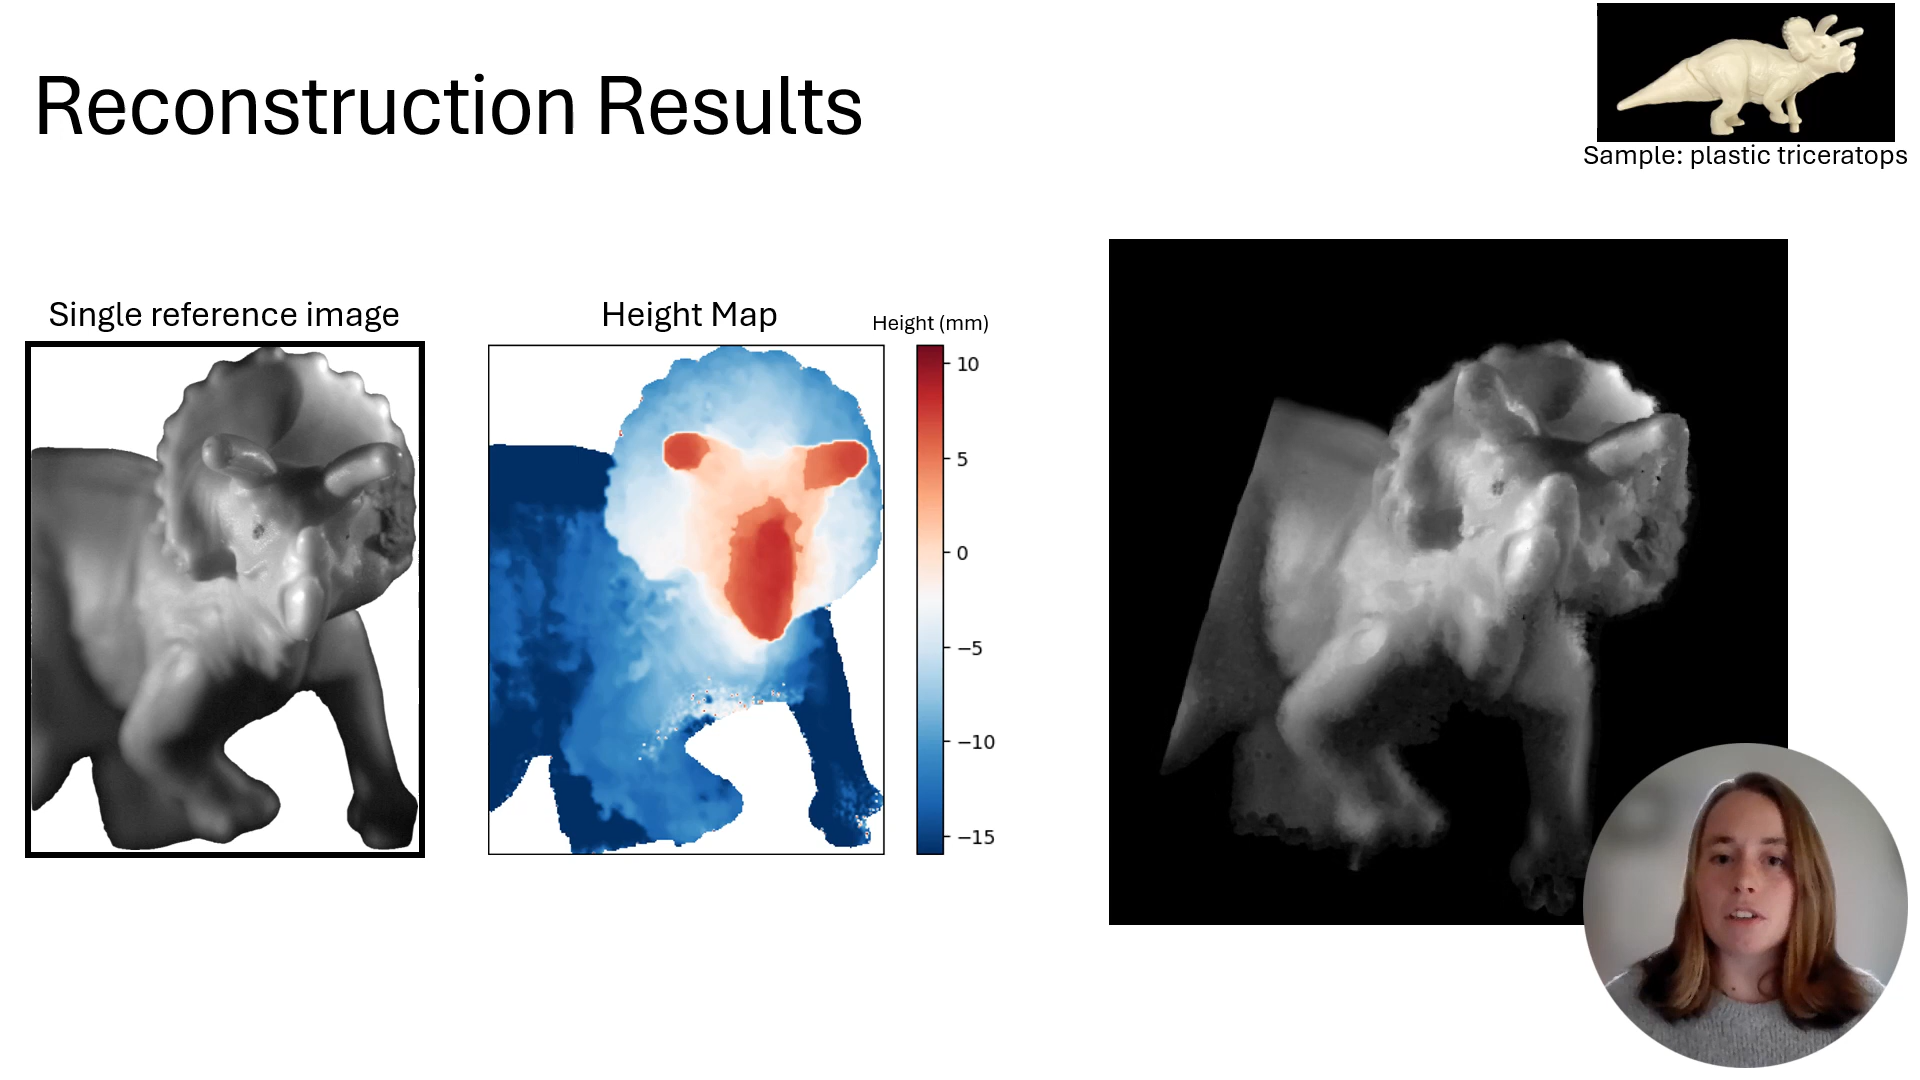 Reconstruction Results
Sample: plastic triceratops
Single reference image
Height Map
Height (mm)
10
5
0
−5
−10
−15